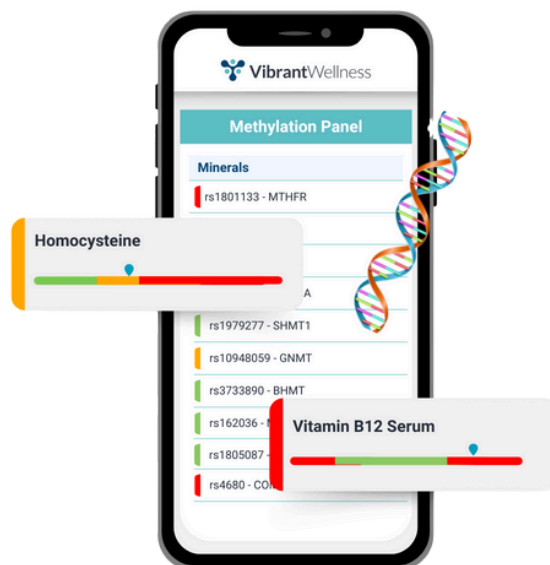 VibrantWellness
Methylation Panel
Minerals
rs1801133 - MTHFR
Homocysteine
rs1979277 - SHMT1
rs10948059 - GNMT
rs3733890 - BHMT
rs162036 -
Vitamin B12 Serum
rs1805087 -
rs4680 -